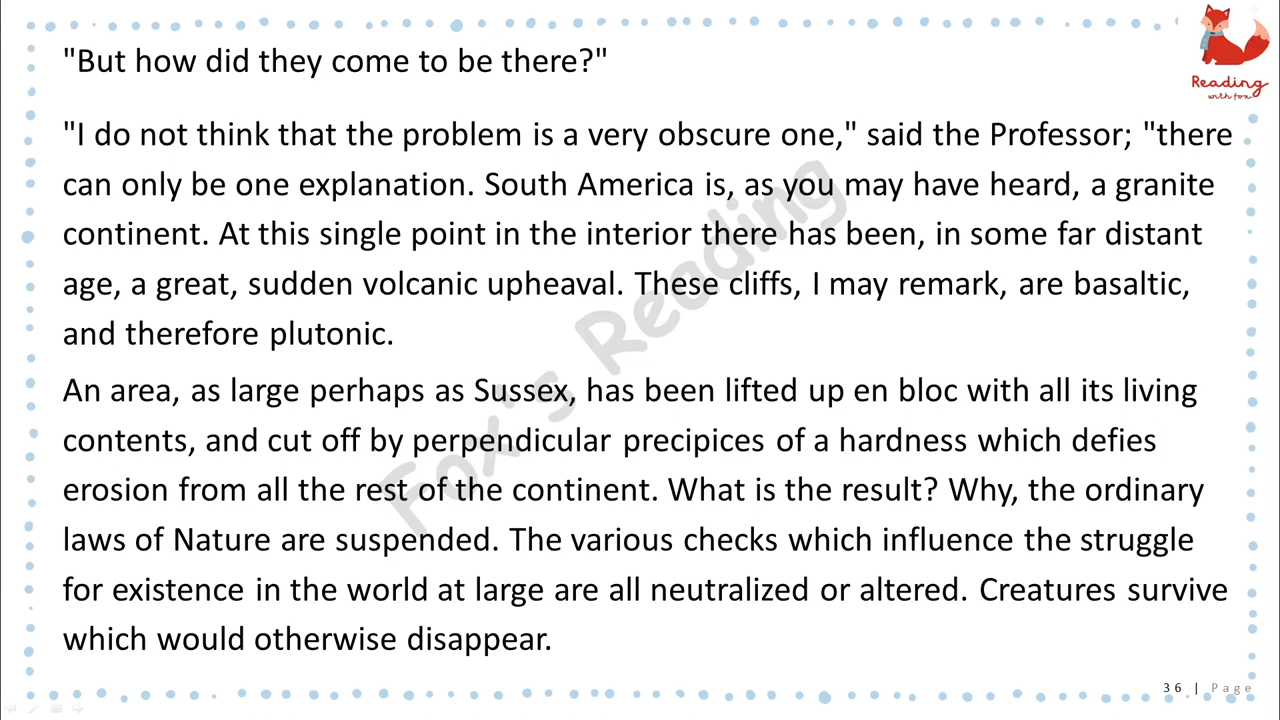 "But how did they come to be there?"
"I do not think that the problem is a very obscure one," said the Professor; "there
can only be one explanation. South America is, as you may have heard, a granite
continent. At this single point in the interior there has been, in some far distant
age, a great, sudden volcanic upheaval. These cliffs, I may remark, are basaltic,
and therefore plutonic.
An area, as large perhaps as Sussex, has been lifted up en bloc with all its living
contents, and cut off by perpendicular precipices of a hardness which defies
erosion from all the rest of the continent. What is the result? Why, the ordinary
laws of Nature are suspended. The various checks which influence the struggle
for existence in the world at large are all neutralized or altered. Creatures survive
which would otherwise disappear.
Reading
with fox
Fox's Reading
36 | Page